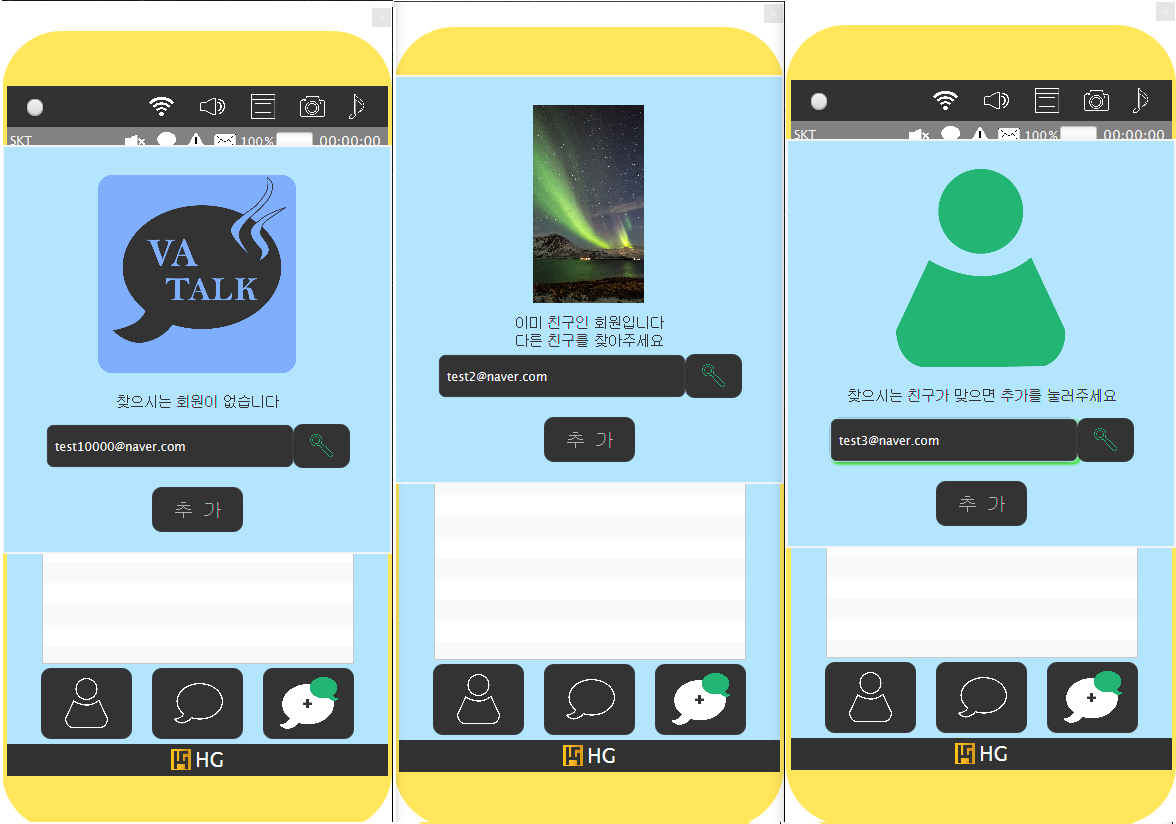 SKT
100%
00:00:00
VA
TALK
찾으시는 회원이 없습니다
test10000@naver.com
추 가
HG
이미 친구인 회원입니다
다른 친구를 찾아주세요
test2@naver.com
추 가
HG
SKT
100%
00:00:00
찾으시는 친구가 맞으면 추가를 눌러주세요
test3@naver.com
추 가
HG